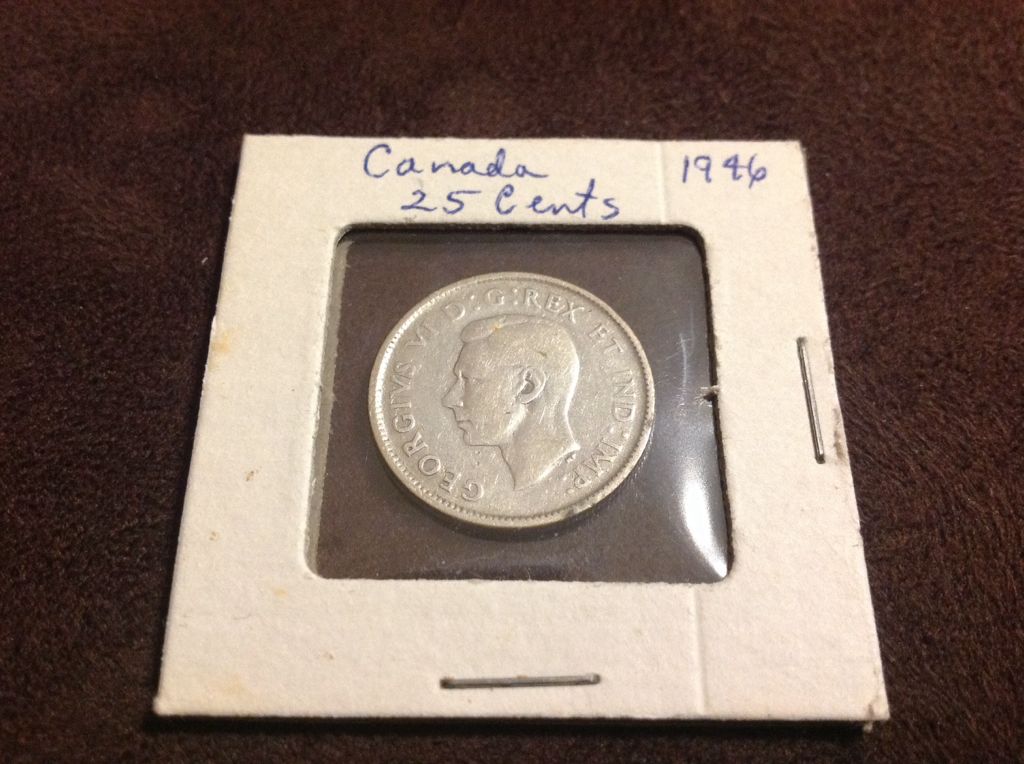 Canada 1946
25 Cents
GEORGIVS VI D:G:REX ET IND:IMP: